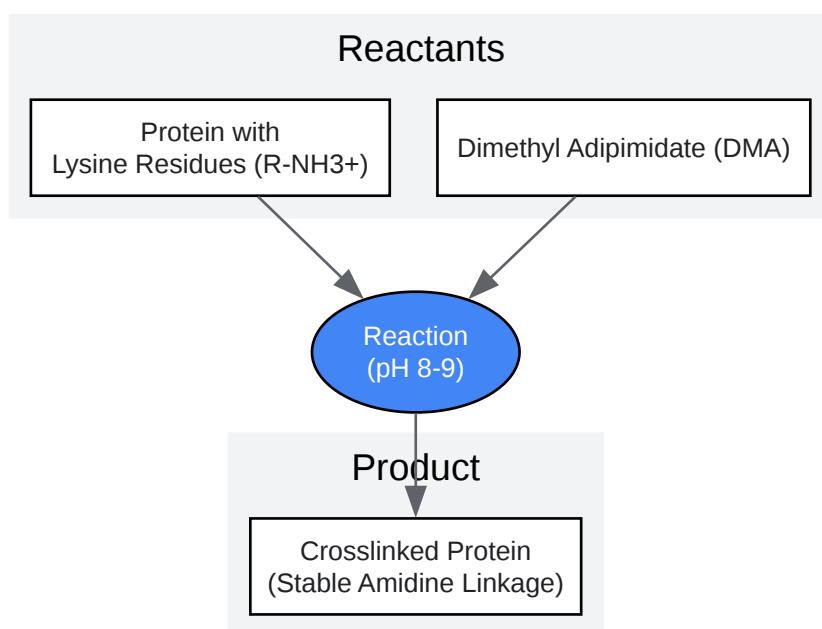 Reactants
Protein with
Lysine Residues (R-NH3+)
Dimethyl Adipimidate (DMA)
Reaction
(pH 8-9)
Product
Crosslinked Protein
(Stable Amidine Linkage)